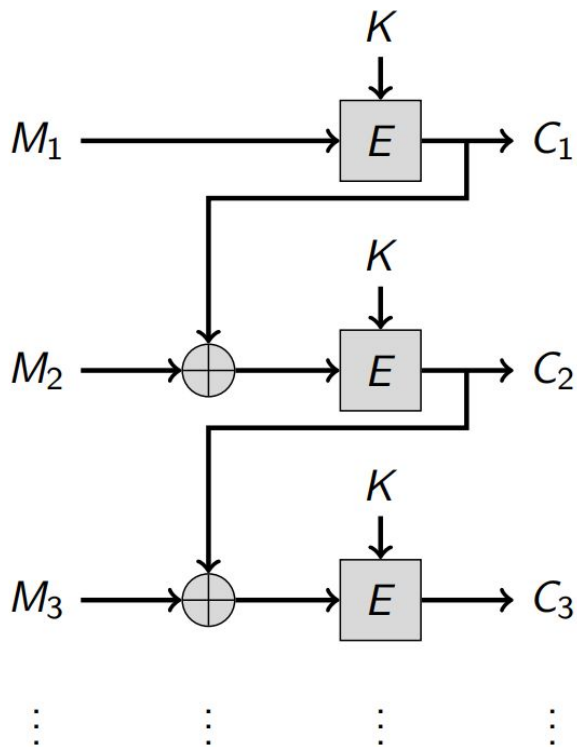 K
M₁ E C₁
K
M₂ E C₂
K
M₃ E C₃
⋮ ⋮ ⋮ ⋮